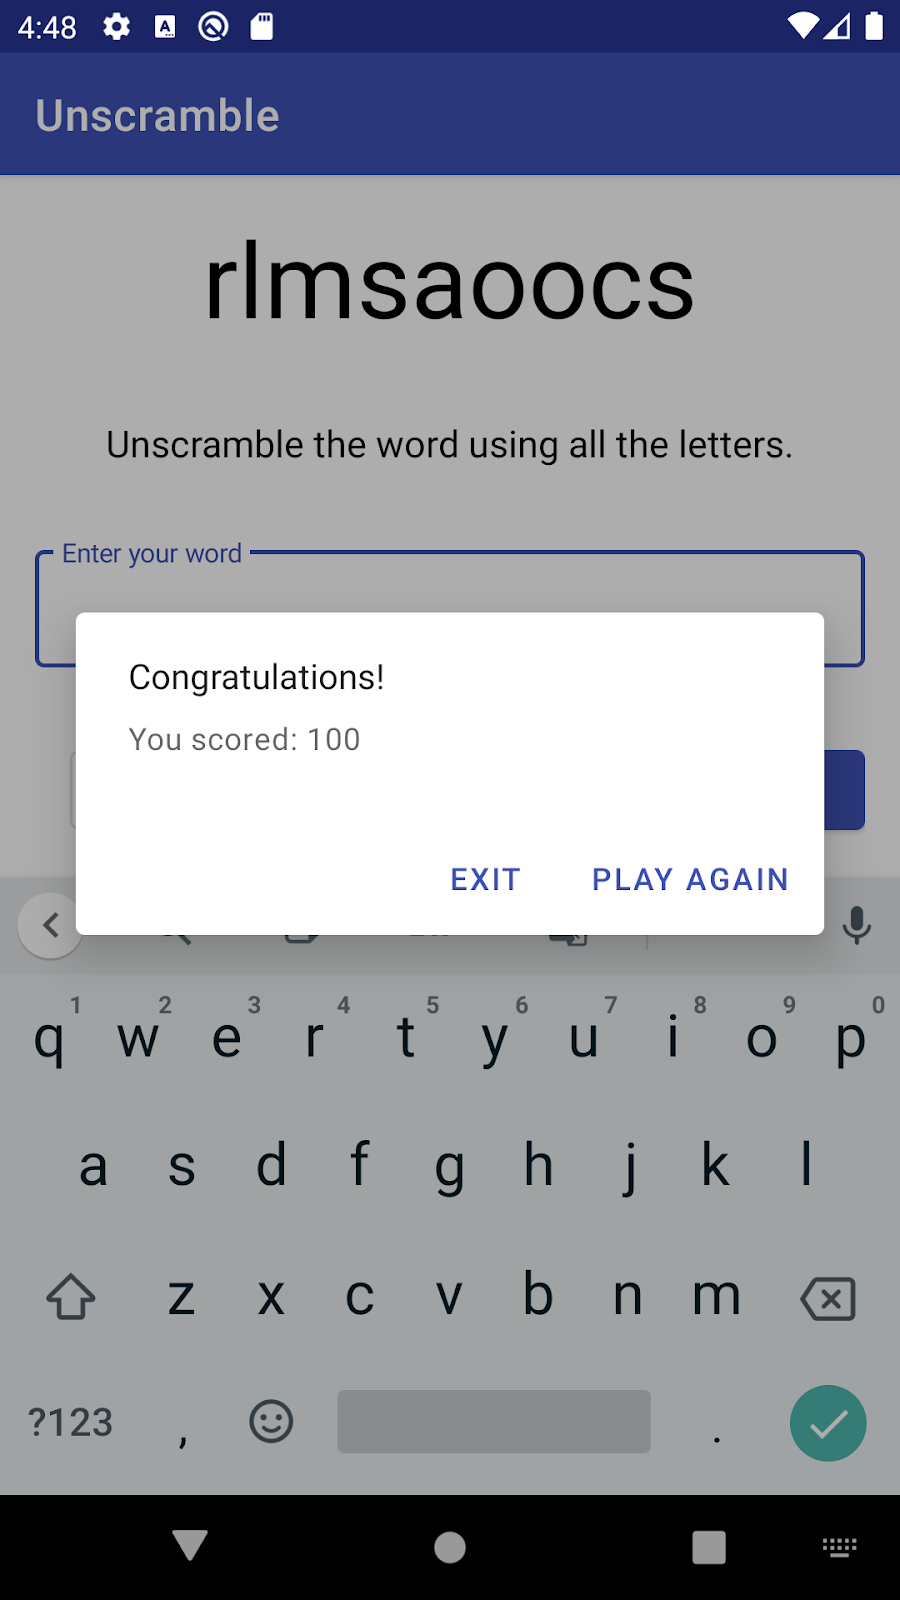 4:48
Unscramble
rlmsaoocs
Unscramble the word using all the letters.
Enter your word
Congratulations!
You scored: 100
EXIT PLAY AGAIN
1 2 3 4 5 6 7 8 9 0
q w e r t y u i o p
a s d f g h j k l
z x c v b n m
?123 , .